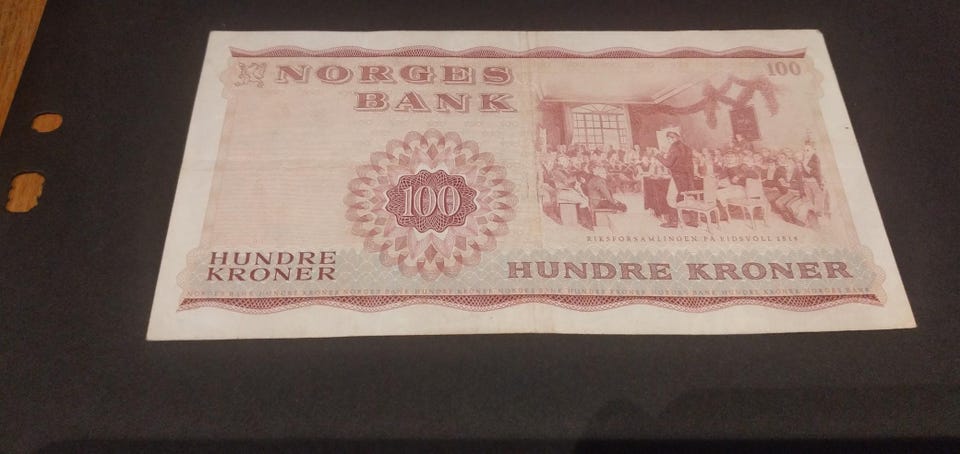 NORGES
BANK
100
100
RIKSFORSAMLINGEN PÅ EIDSVOLL 1814
HUNDRE
KRONER
HUNDRE KRONER
NORGES BANK HUNDRE KRONER NORGES BANK HUNDRE KRONER NORGES BANK HUNDRE KRONER NORGES BANK HUNDRE KRONER NORGES BANK